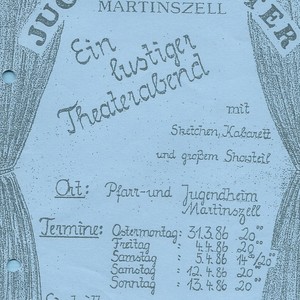 MARTINSZELL
Ein
lustiger
Theaterabend
mit
Sketchen, Kabarett
und großem Showteil
Ort: Pfarr- und Jugendheim
Martinszell
Termine: Ostermontag: 31.3.86 20⁰⁰
Freitag 4.4.86 20⁰⁰
Samstag 5.4.86 14⁰⁰/20⁰⁰
Samstag 12.4.86 20⁰⁰
Sonntag 13.4.86 20⁰⁰